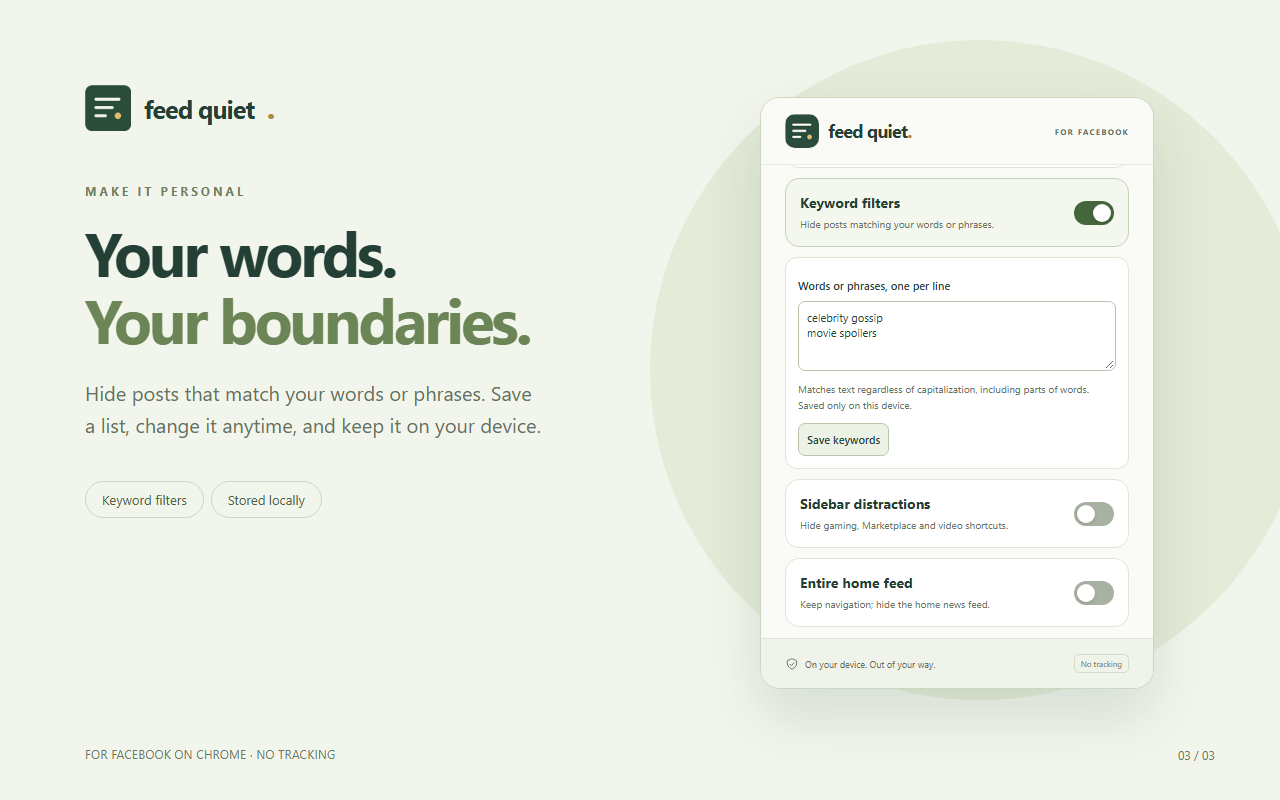 feed quiet .
MAKE IT PERSONAL
Your words.
Your boundaries.
Hide posts that match your words or phrases. Save
a list, change it anytime, and keep it on your device.
Keyword filters
Stored locally
feed quiet.
FOR FACEBOOK
Keyword filters
Hide posts matching your words or phrases.
Words or phrases, one per line
celebrity gossip
movie spoilers
Matches text regardless of capitalization, including parts of words.
Saved only on this device.
Save keywords
Sidebar distractions
Hide gaming, Marketplace and video shortcuts.
Entire home feed
Keep navigation; hide the home news feed.
On your device. Out of your way.
No tracking
FOR FACEBOOK ON CHROME · NO TRACKING
03 / 03